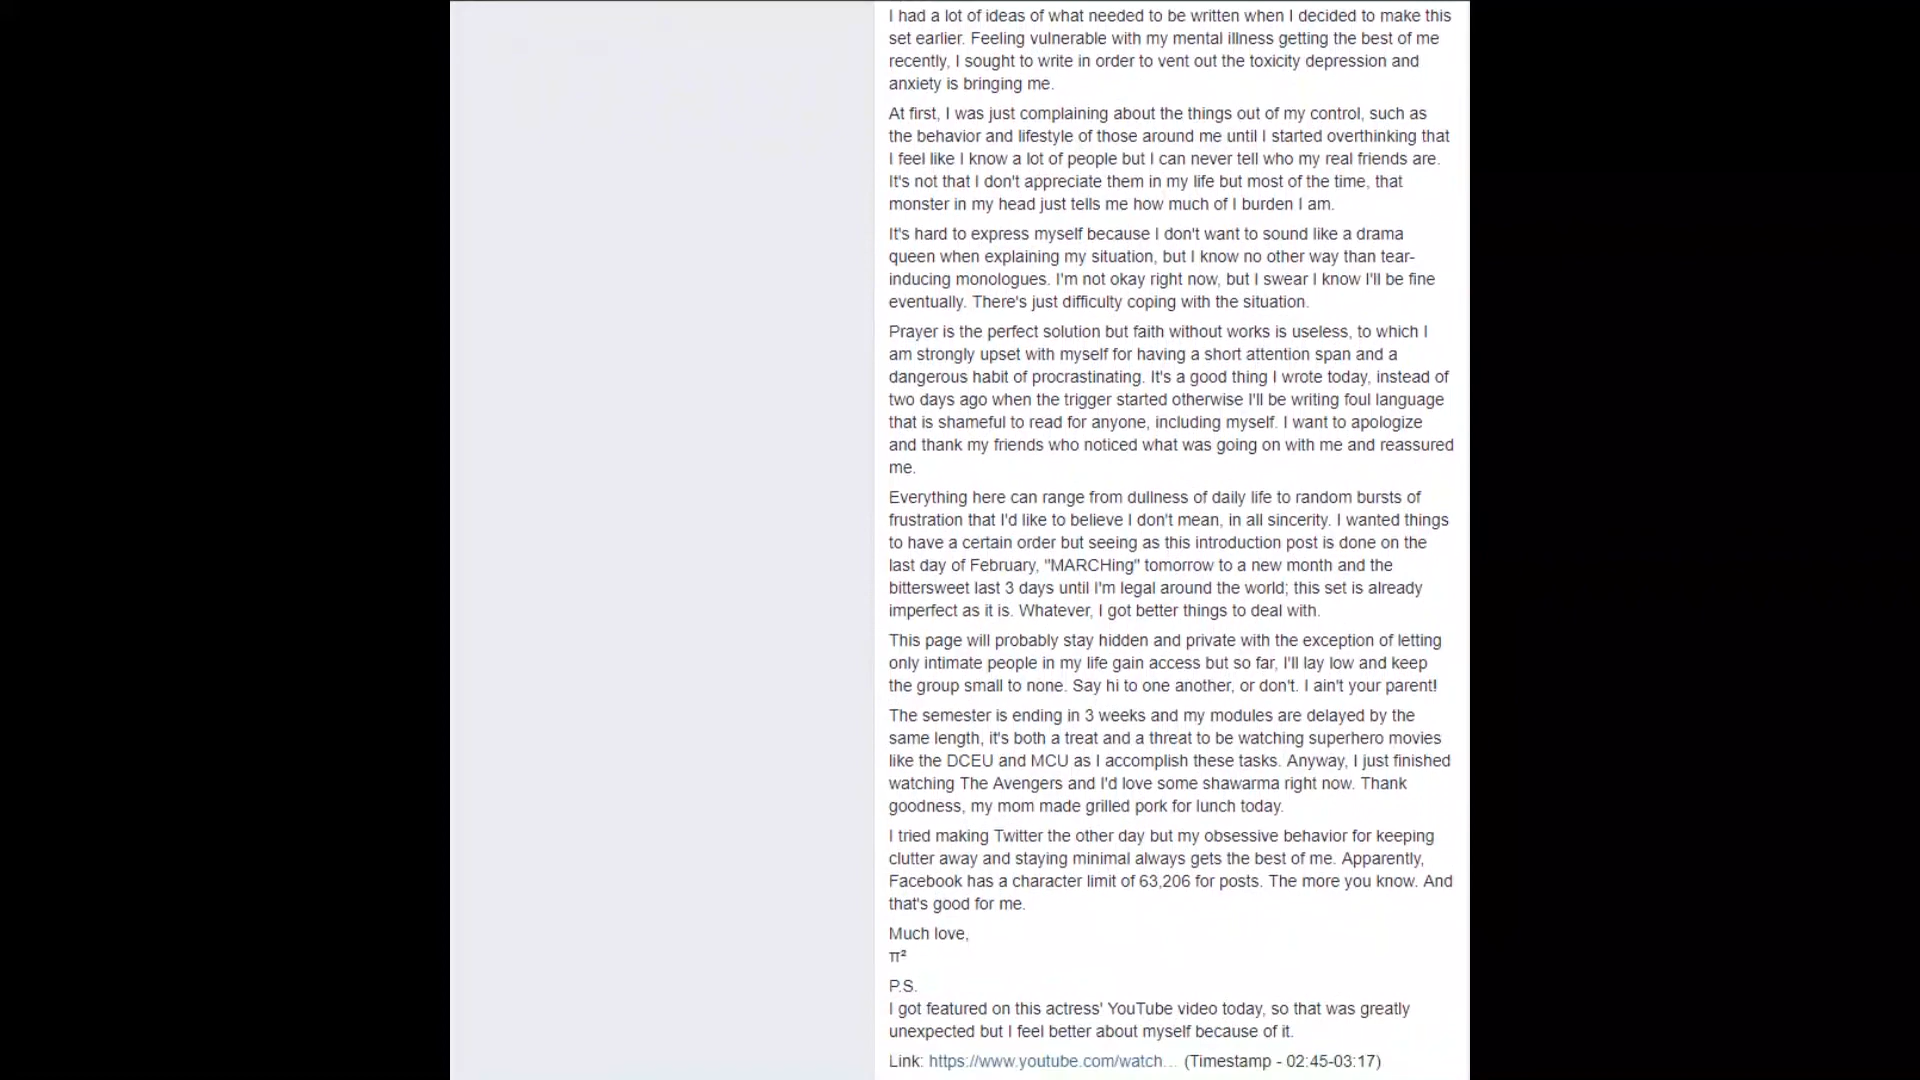 I had a lot of ideas of what needed to be written when I decided to make this
set earlier. Feeling vulnerable with my mental illness getting the best of me
recently, I sought to write in order to vent out the toxicity depression and
anxiety is bringing me.
At first, I was just complaining about the things out of my control, such as
the behavior and lifestyle of those around me until I started overthinking that
I feel like I know a lot of people but I can never tell who my real friends are.
It's not that I don't appreciate them in my life but most of the time, that
monster in my head just tells me how much of I burden I am.
It's hard to express myself because I don't want to sound like a drama
queen when explaining my situation, but I know no other way than tear-
inducing monologues. I'm not okay right now, but I swear I know I'll be fine
eventually. There's just difficulty coping with the situation.
Prayer is the perfect solution but faith without works is useless, to which I
am strongly upset with myself for having a short attention span and a
dangerous habit of procrastinating. It's a good thing I wrote today, instead of
two days ago when the trigger started otherwise I'll be writing foul language
that is shameful to read for anyone, including myself. I want to apologize
and thank my friends who noticed what was going on with me and reassured
me.
Everything here can range from dullness of daily life to random bursts of
frustration that I'd like to believe I don't mean, in all sincerity. I wanted things
to have a certain order but seeing as this introduction post is done on the
last day of February, "MARCHing" tomorrow to a new month and the
bittersweet last 3 days until I'm legal around the world; this set is already
imperfect as it is. Whatever, I got better things to deal with.
This page will probably stay hidden and private with the exception of letting
only intimate people in my life gain access but so far, I'll lay low and keep
the group small to none. Say hi to one another, or don't. I ain't your parent!
The semester is ending in 3 weeks and my modules are delayed by the
same length, it's both a treat and a threat to be watching superhero movies
like the DCEU and MCU as I accomplish these tasks. Anyway, I just finished
watching The Avengers and I'd love some shawarma right now. Thank
goodness, my mom made grilled pork for lunch today.
I tried making Twitter the other day but my obsessive behavior for keeping
clutter away and staying minimal always gets the best of me. Apparently,
Facebook has a character limit of 63,206 for posts. The more you know. And
that's good for me.
Much love,
π²
P.S.
I got featured on this actress' YouTube video today, so that was greatly
unexpected but I feel better about myself because of it.
Link: https://www.youtube.com/watch... (Timestamp - 02:45-03:17)